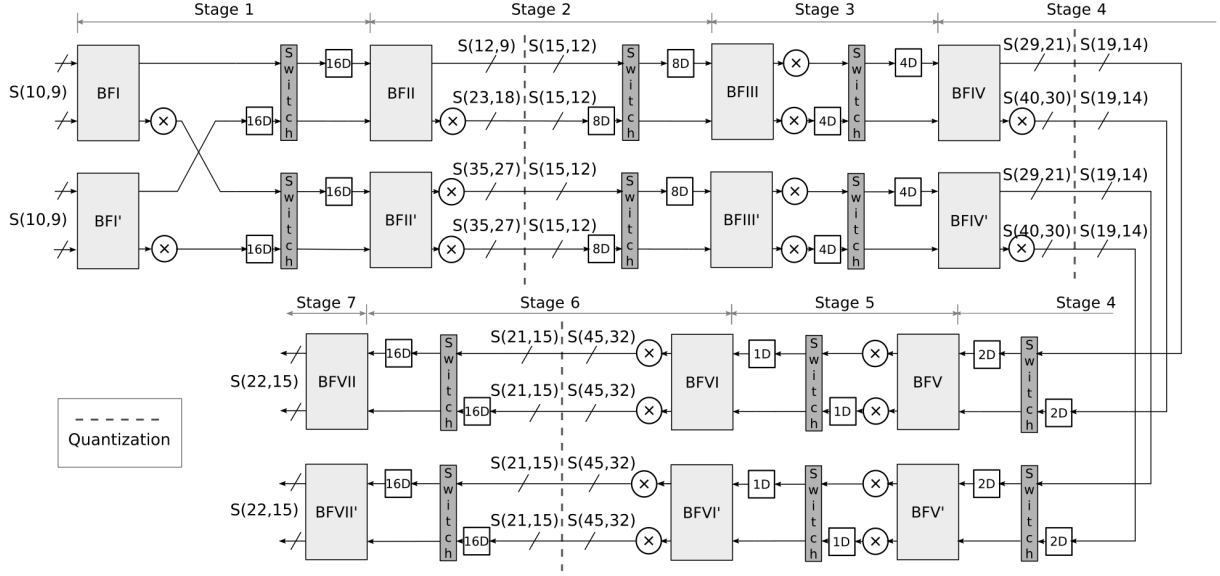 Stage 1 Stage 2 Stage 3 Stage 4
S(12,9) S(15,12) S(29,21) S(19,14)
16D 8D 4D
S(10,9) BFI Switch BFII Switch BFIII Switch BFIV
S(23,18) S(15,12) S(40,30) S(19,14)
× 16D × 8D × 4D ×
×
S(35,27) S(15,12) S(29,21) S(19,14)
16D × 8D × 4D
S(10,9) BFI' Switch BFII' Switch BFIII' Switch BFIV'
S(35,27) S(15,12) S(40,30) S(19,14)
× 16D × 8D × 4D ×
Stage 7 Stage 6 Stage 5 Stage 4
S(21,15) S(45,32)
16D × 1D × 2D
S(22,15) BFVII Switch BFVI Switch BFV Switch
S(21,15) S(45,32)
16D × 1D × 2D
Quantization
S(21,15) S(45,32)
16D × 1D × 2D
S(22,15) BFVII' Switch BFVI' Switch BFV' Switch
S(21,15) S(45,32)
16D × 1D × 2D